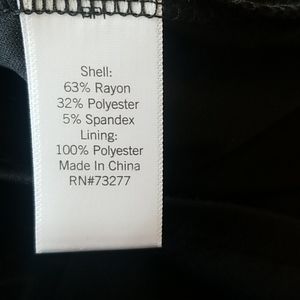 Shell:
63% Rayon
32% Polyester
5% Spandex
Lining:
100% Polyester
Made In China
RN#73277